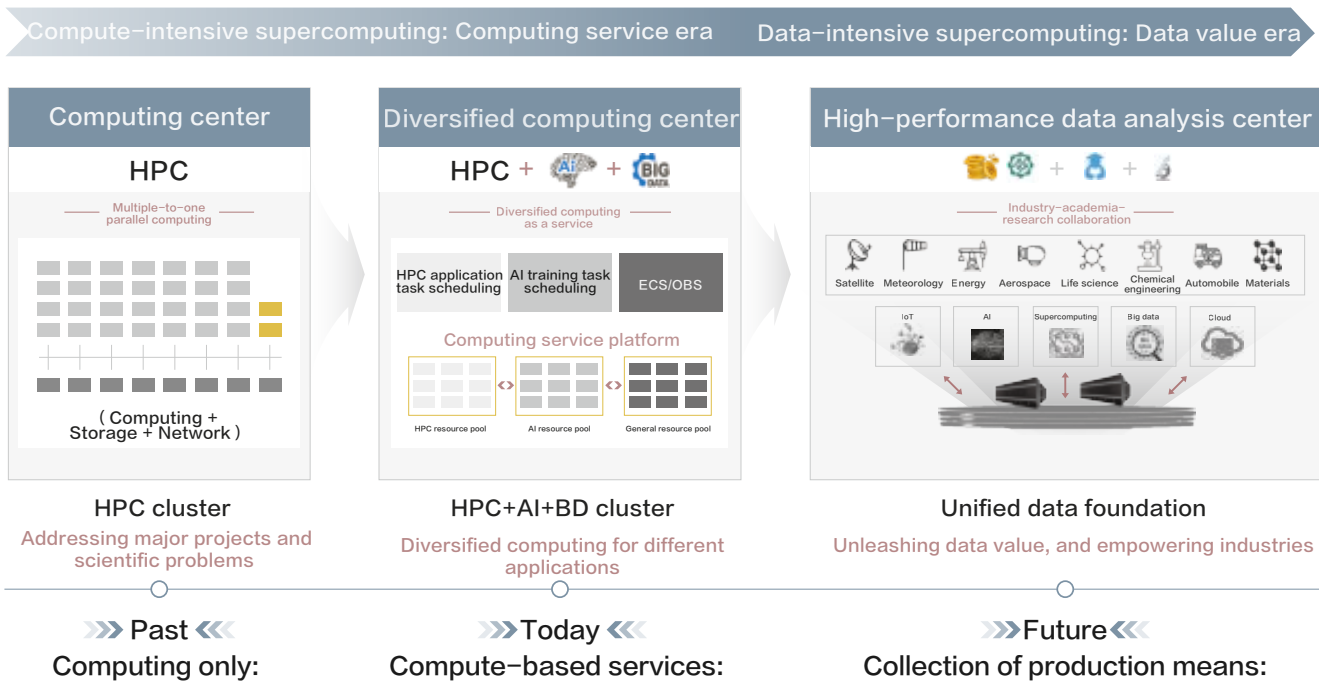 Compute-intensive supercomputing: Computing service era
Data-intensive supercomputing: Data value era
Computing center
HPC
Multiple-to-one
parallel computing
(Computing +
Storage + Network)
HPC cluster
Addressing major projects and
scientific problems
Past
Computing only:
Diversified computing center
HPC + Ai + BIG
DATA
Diversified computing
as a service
HPC application
task scheduling
AI training task
scheduling
ECS/OBS
Computing service platform
HPC resource pool
AI resource pool
General resource pool
HPC+AI+BD cluster
Diversified computing for different
applications
Today
Compute-based services:
High-performance data analysis center
+ +
Industry-academia-
research collaboration
Satellite
Meteorology
Energy
Aerospace
Life science
Chemical
engineering
Automobile
Materials
IoT
AI
Supercomputing
Big data
Cloud
Unified data foundation
Unleashing data value, and empowering industries
Future
Collection of production means: